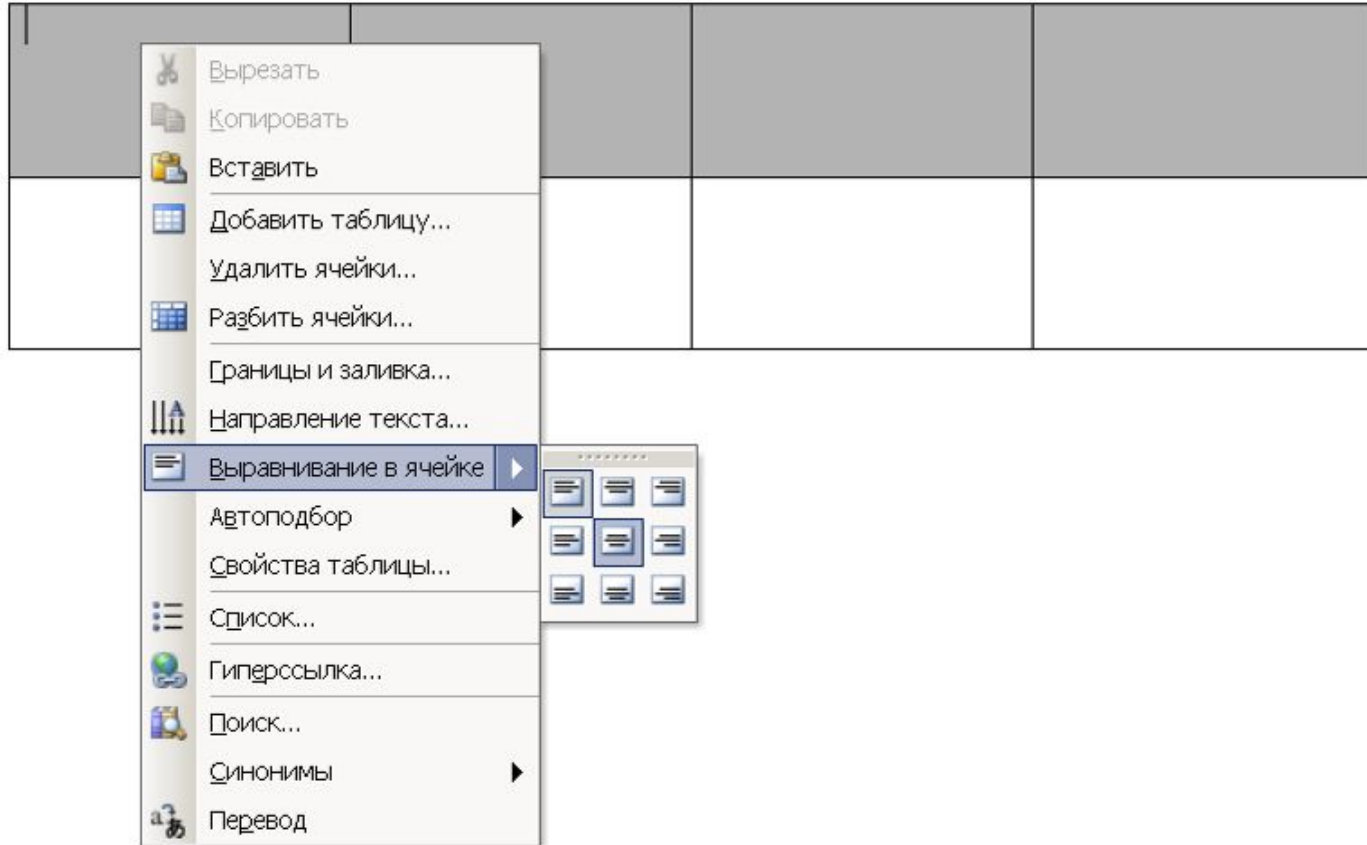 Вырезать
Копировать
Вставить
Добавить таблицу...
Удалить ячейки...
Разбить ячейки...
Границы и заливка...
Направление текста...
Выравнивание в ячейке
Автоподбор
Свойства таблицы...
Список...
Гиперссылка...
Поиск...
Синонимы
Перевод